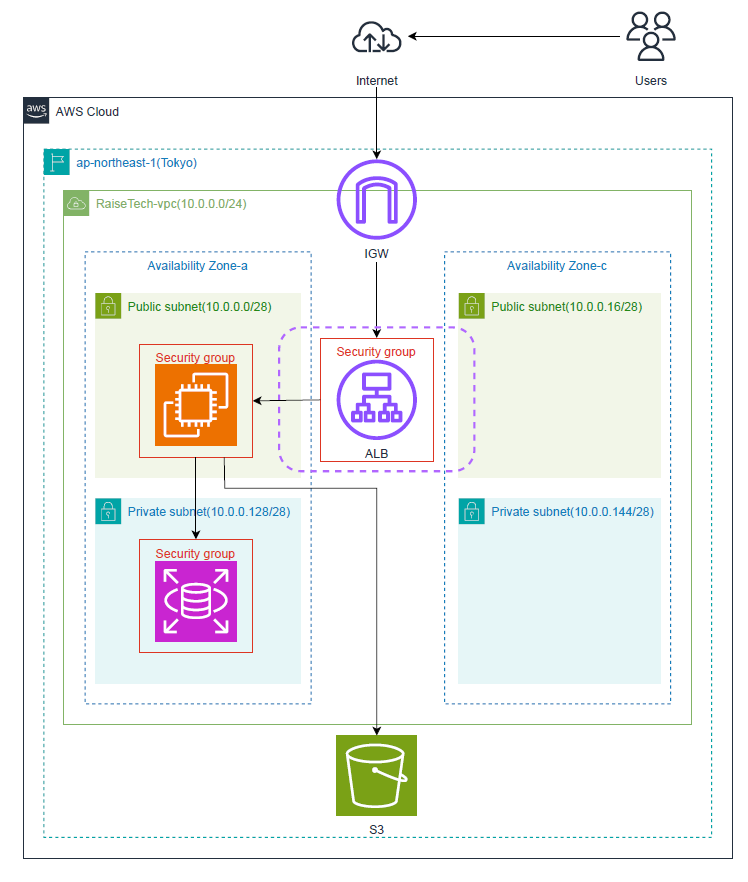 Internet
Users
aws
AWS Cloud
ap-northeast-1(Tokyo)
RaiseTech-vpc(10.0.0.0/24)
IGW
Availability Zone-a
Availability Zone-c
Public subnet(10.0.0.0/28)
Public subnet(10.0.0.16/28)
Security group
Security group
ALB
Private subnet(10.0.0.128/28)
Private subnet(10.0.0.144/28)
Security group
S3